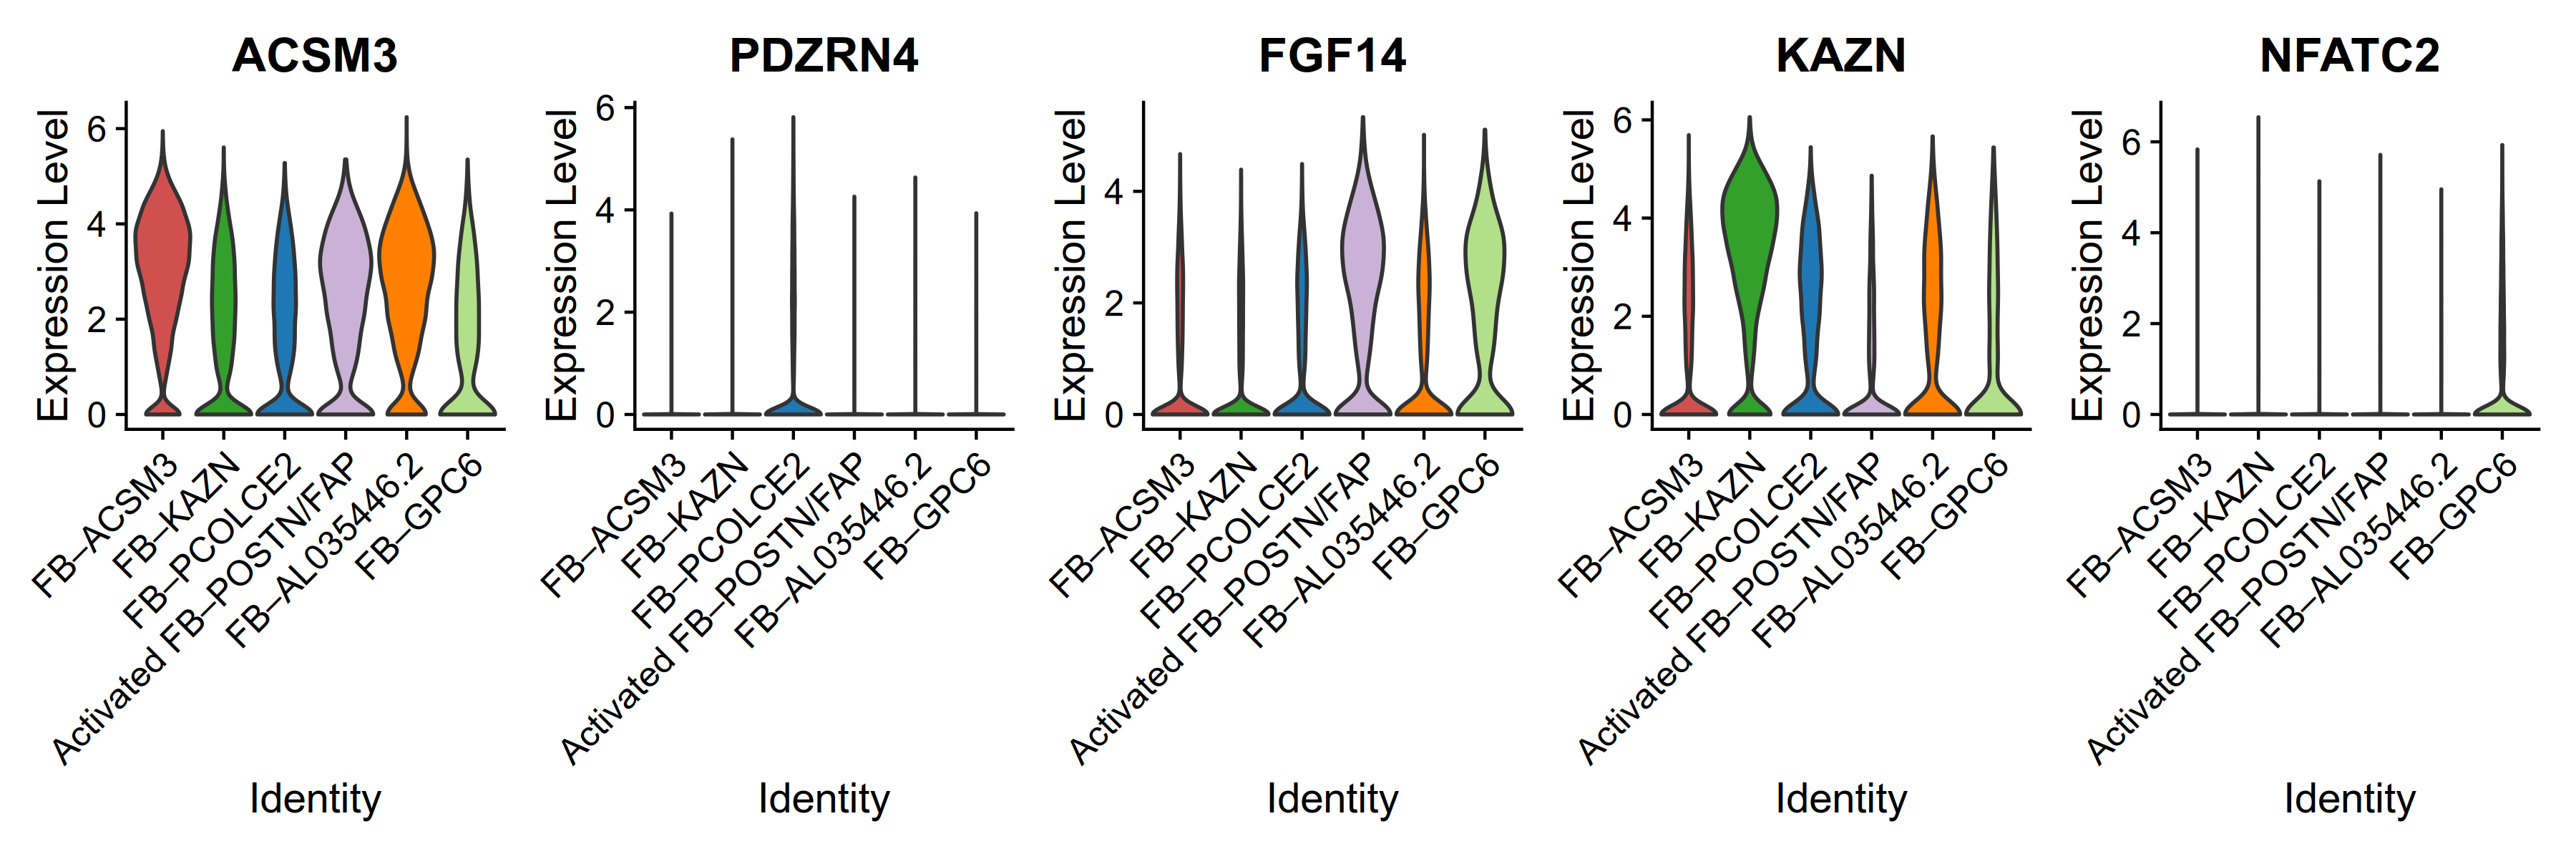 ACSM3 PDZRN4 FGF14 KAZN NFATC2
Expression Level
6
4
2
0
FB–ACSM3
FB–KAZN
FB–PCOLCE2
Activated FB–POSTN/FAP
FB–AL035446.2
FB–GPC6
Identity
Expression Level
6
4
2
0
FB–ACSM3
FB–KAZN
FB–PCOLCE2
Activated FB–POSTN/FAP
FB–AL035446.2
FB–GPC6
Identity
Expression Level
4
2
0
FB–ACSM3
FB–KAZN
FB–PCOLCE2
Activated FB–POSTN/FAP
FB–AL035446.2
FB–GPC6
Identity
Expression Level
6
4
2
0
FB–ACSM3
FB–KAZN
FB–PCOLCE2
Activated FB–POSTN/FAP
FB–AL035446.2
FB–GPC6
Identity
Expression Level
6
4
2
0
FB–ACSM3
FB–KAZN
FB–PCOLCE2
Activated FB–POSTN/FAP
FB–AL035446.2
FB–GPC6
Identity